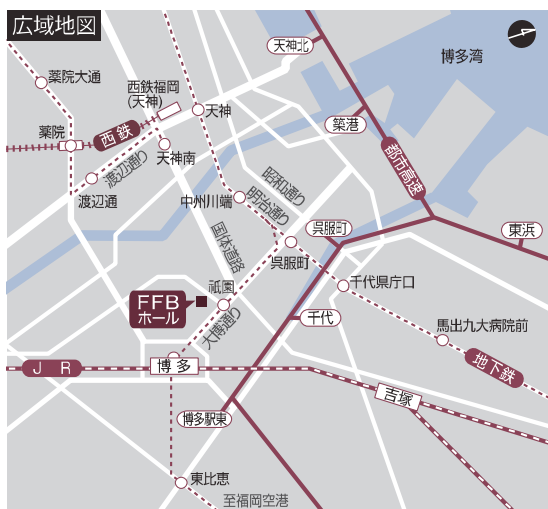 広域地図
天神北
博多湾
薬院大通
西鉄福岡
(天神)
天神
築港
薬院
西鉄
天神南
渡辺通り
都市高速
渡辺通
昭和通り
中州川端
明治通り
呉服町
東浜
国体道路
呉服町
祇園
千代県庁口
FFB
ホール
大博通り
千代
馬出九大病院前
地下鉄
JR
博多
吉塚
博多駅東
東比恵
至福岡空港